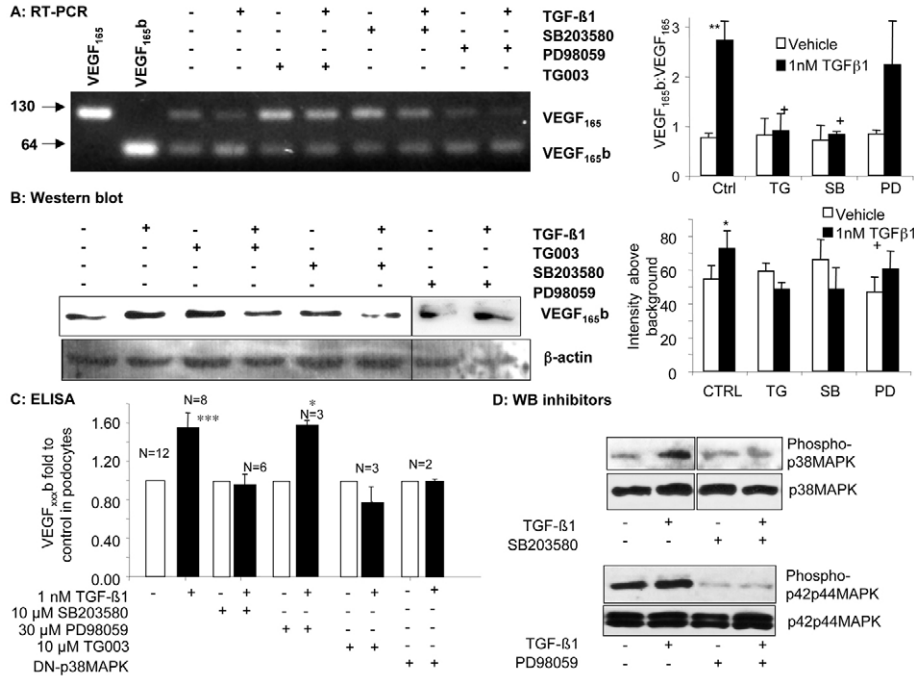 A: RT-PCR
VEGF165
VEGF165b
- + - + - + - +
- - - - + + - -
- - - - - - + +
- - + + - - - -
TGF-ß1
SB203580
PD98059
TG003
130
64
VEGF165
VEGF165b
VEGF165b:VEGF165
3
2
1
0
**
+
+
Vehicle
1nM TGFβ1
Ctrl TG SB PD
B: Western blot
- + - + - + - +
- - + + - - - -
- - - - + + - -
- - - - - - + +
TGF-ß1
TG003
SB203580
PD98059
VEGF165b
β-actin
Intensity above
background
100
80
60
40
20
0
*
+
Vehicle
1nM TGFβ1
CTRL TG SB PD
C: ELISA
VEGFxxxb fold to
control in podocytes
1.60
1.20
0.80
0.40
0.00
N=12
N=8
***
N=6
*
N=3
N=3
N=2
1 nM TGF-ß1 - + - + - + - + - +
10 µM SB203580 - - + + - - - - - -
30 µM PD98059 - - - - + + - - - -
10 µM TG003 - - - - - - + + - -
DN-p38MAPK - - - - - - - - + +
D: WB inhibitors
Phospho-
p38MAPK
p38MAPK
TGF-ß1 - + - +
SB203580 - - + +
Phospho-
p42p44MAPK
p42p44MAPK
TGF-ß1 - + - +
PD98059 - - + +